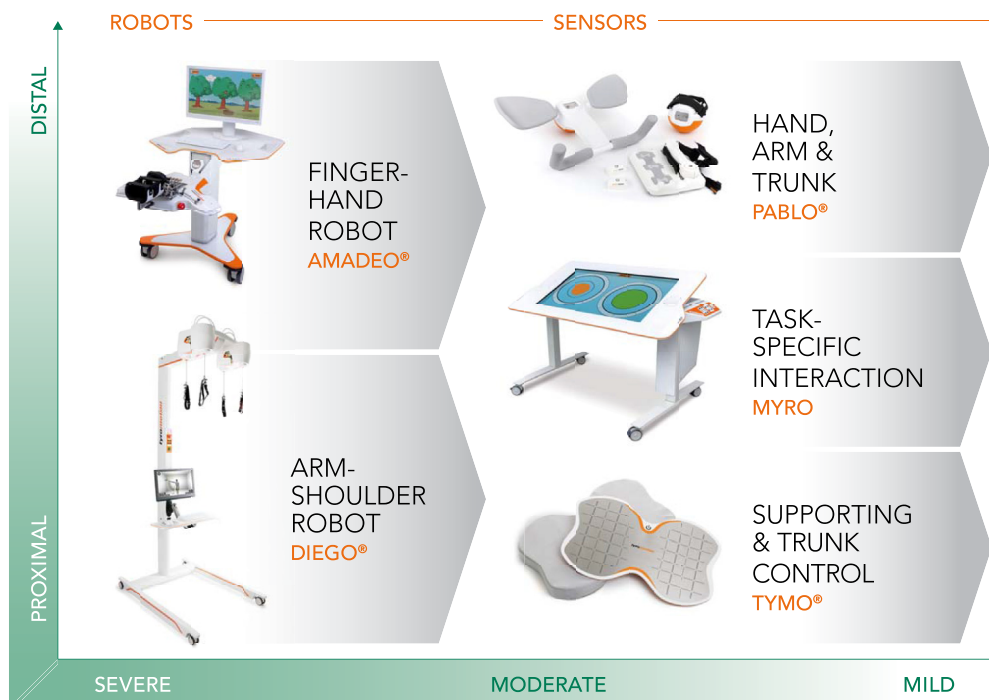 ROBOTS
SENSORS
DISTAL
FINGER-
HAND
ROBOT
AMADEO®
HAND,
ARM &
TRUNK
PABLO®
TASK-
SPECIFIC
INTERACTION
MYRO
ARM-
SHOULDER
ROBOT
DIEGO®
SUPPORTING
& TRUNK
CONTROL
TYMO®
PROXIMAL
SEVERE
MODERATE
MILD